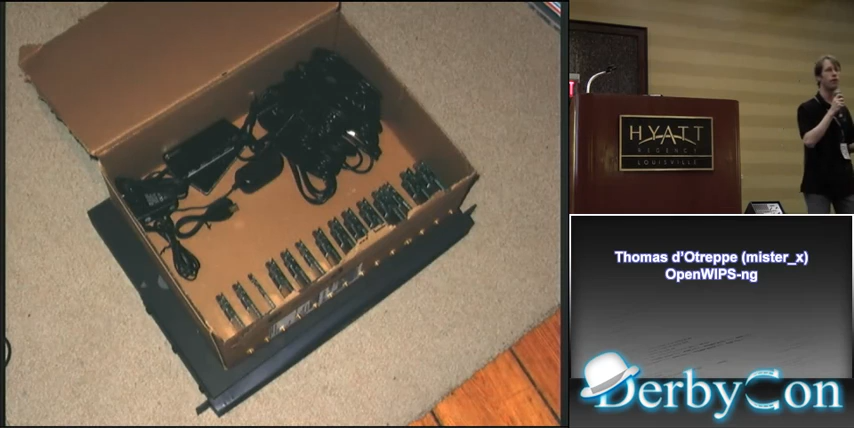 HYATT
REGENCY
LOUISVILLE
Thomas d'Otreppe (mister_x)
OpenWIPS-ng
DerbyCon